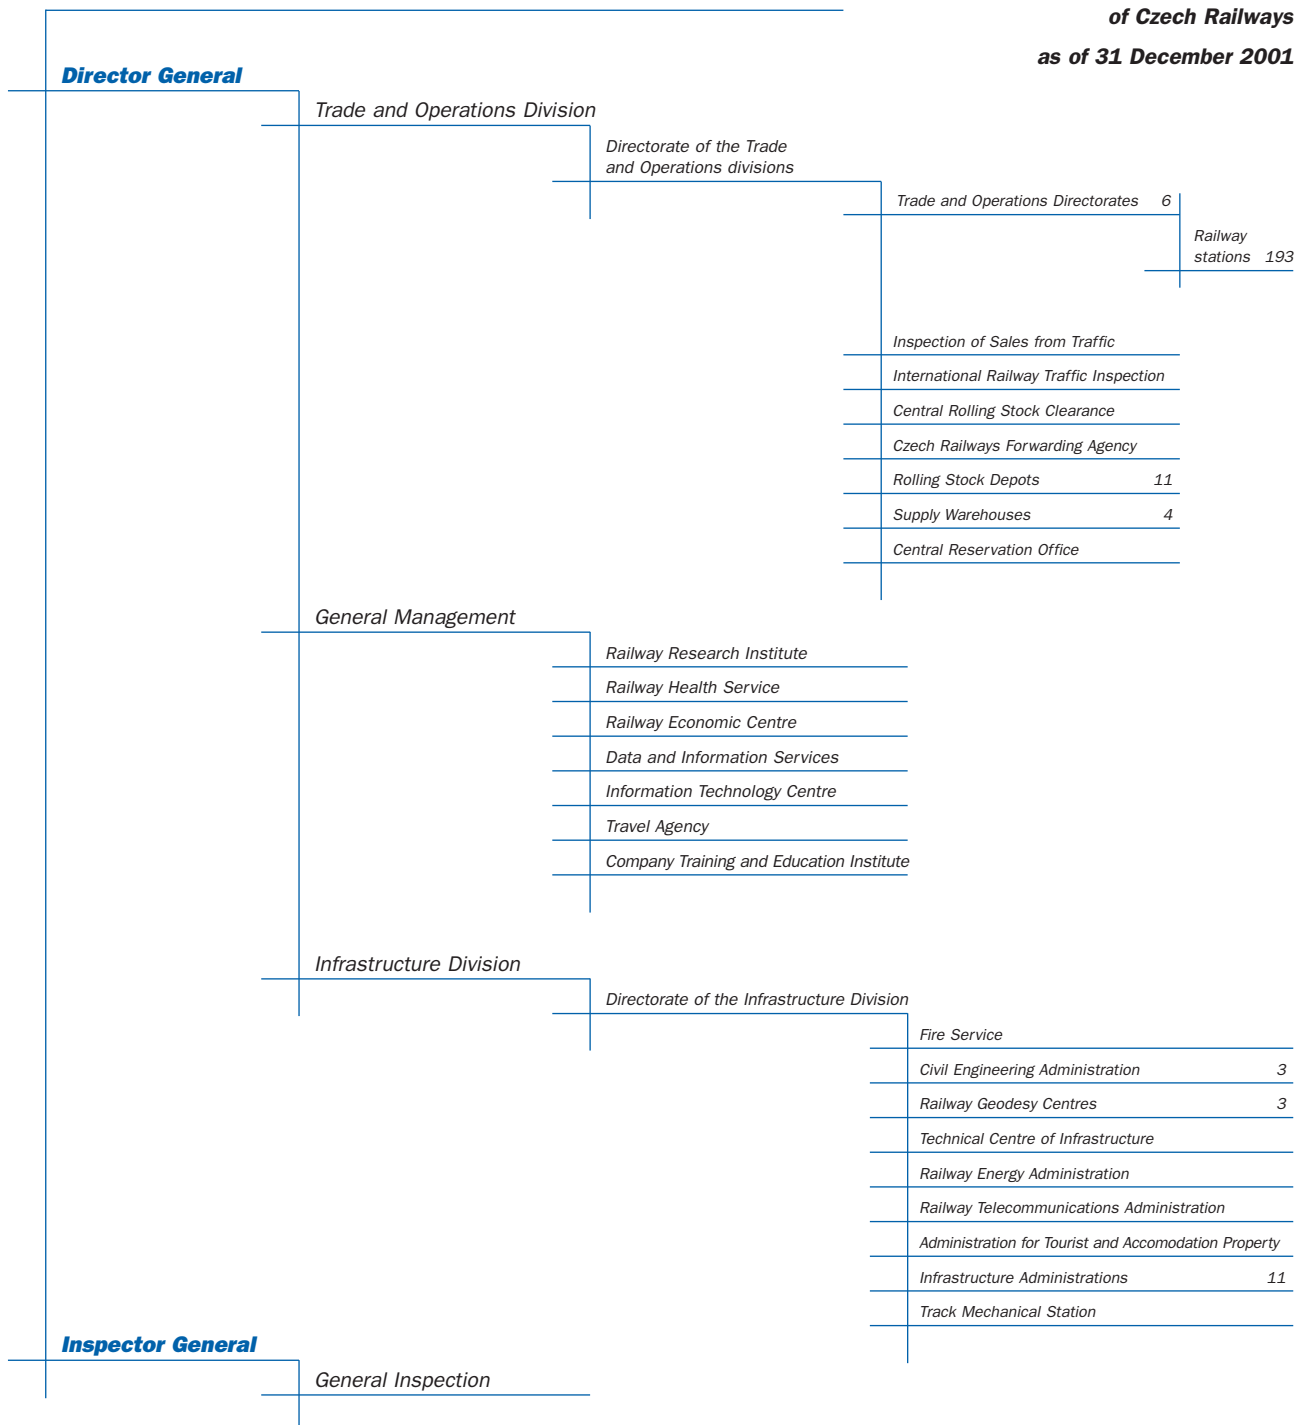 of Czech Railways
as of 31 December 2001
Director General
Trade and Operations Division
Directorate of the Trade
and Operations divisions
Trade and Operations Directorates 6
Railway
stations 193
Inspection of Sales from Traffic
International Railway Traffic Inspection
Central Rolling Stock Clearance
Czech Railways Forwarding Agency
Rolling Stock Depots 11
Supply Warehouses 4
Central Reservation Office
General Management
Railway Research Institute
Railway Health Service
Railway Economic Centre
Data and Information Services
Information Technology Centre
Travel Agency
Company Training and Education Institute
Infrastructure Division
Directorate of the Infrastructure Division
Fire Service
Civil Engineering Administration 3
Railway Geodesy Centres 3
Technical Centre of Infrastructure
Railway Energy Administration
Railway Telecommunications Administration
Administration for Tourist and Accomodation Property
Infrastructure Administrations 11
Track Mechanical Station
Inspector General
General Inspection